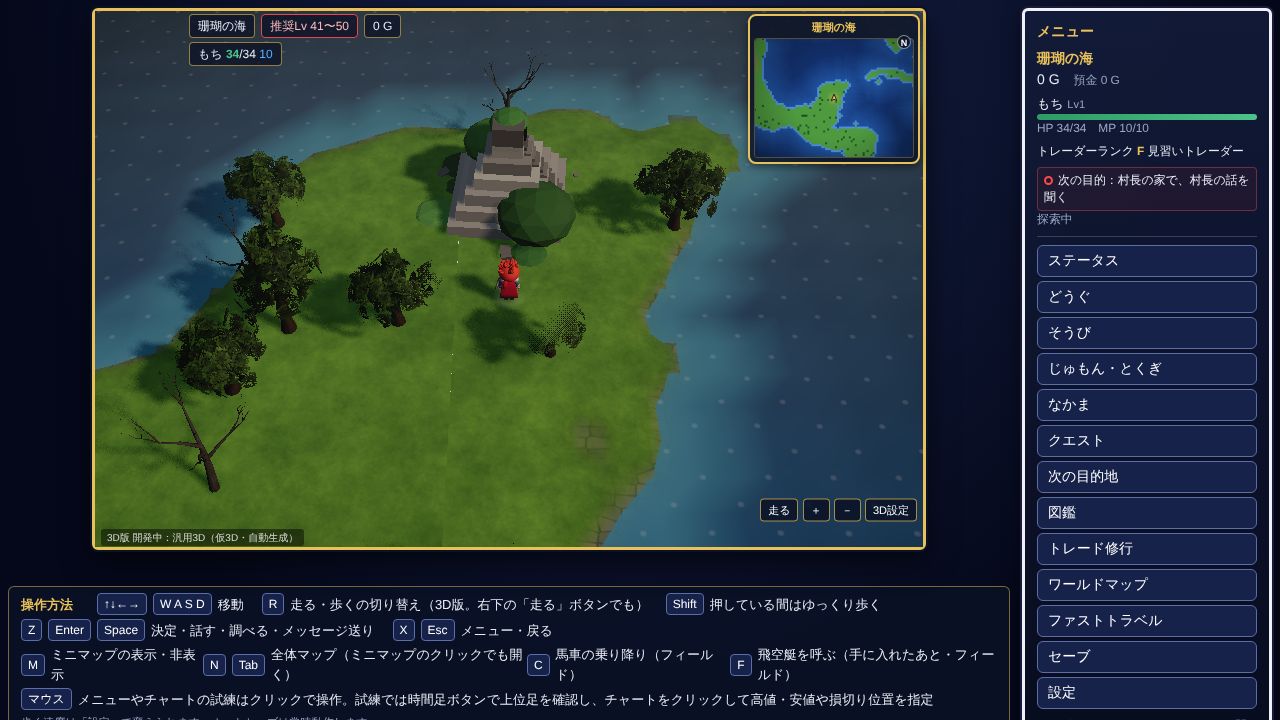 珊瑚の海
推奨Lv 41〜50
0 G
もち 34/34 10
珊瑚の海
N
A
走る
+
－
3D設定
3D版 開発中：汎用3D（仮3D・自動生成）
メニュー
珊瑚の海
0 G 預金 0 G
もち Lv1
HP 34/34 MP 10/10
トレーダーランク F 見習いトレーダー
次の目的：村長の家で、村長の話を
聞く
探索中
ステータス
どうぐ
そうび
じゅもん・とくぎ
なかま
クエスト
次の目的地
図鑑
トレード修行
ワールドマップ
ファストトラベル
セーブ
設定
操作方法 ↑↓←→ W A S D 移動 R 走る・歩くの切り替え（3D版。右下の「走る」ボタンでも） Shift 押している間はゆっくり歩く
Z Enter Space 決定・話す・調べる・メッセージ送り X Esc メニュー・戻る
M ミニマップの表示・非表示 N Tab 全体マップ（ミニマップのクリックでも開く） C 馬車の乗り降り（フィールド） F 飛空艇を呼ぶ（手に入れたあと・フィールド）
マウス メニューやチャートの試練はクリックで操作。試練では時間足ボタンで上位足を確認し、チャートをクリックして高値・安値や損切り位置を指定